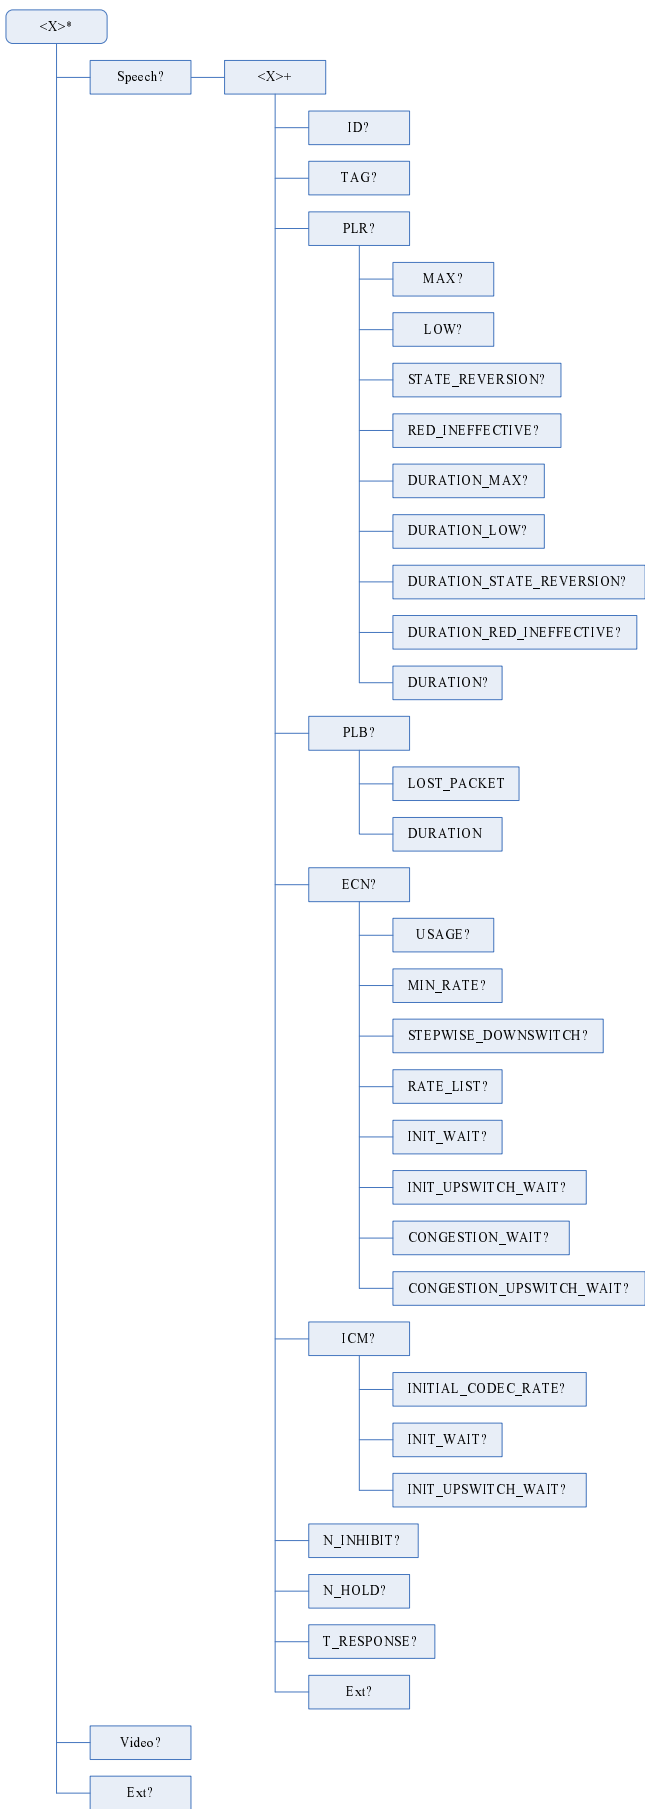 <X>*
Speech?
<X>+
ID?
TAG?
PLR?
MAX?
LOW?
STATE_REVERSION?
RED_INEFFECTIVE?
DURATION_MAX?
DURATION_LOW?
DURATION_STATE_REVERSION?
DURATION_RED_INEFFECTIVE?
DURATION?
PLB?
LOST_PACKET
DURATION
ECN?
USAGE?
MIN_RATE?
STEPWISE_DOWNSWITCH?
RATE_LIST?
INIT_WAIT?
INIT_UPSWITCH_WAIT?
CONGESTION_WAIT?
CONGESTION_UPSWITCH_WAIT?
ICM?
INITIAL_CODEC_RATE?
INIT_WAIT?
INIT_UPSWITCH_WAIT?
N_INHIBIT?
N_HOLD?
T_RESPONSE?
Ext?
Video?
Ext?